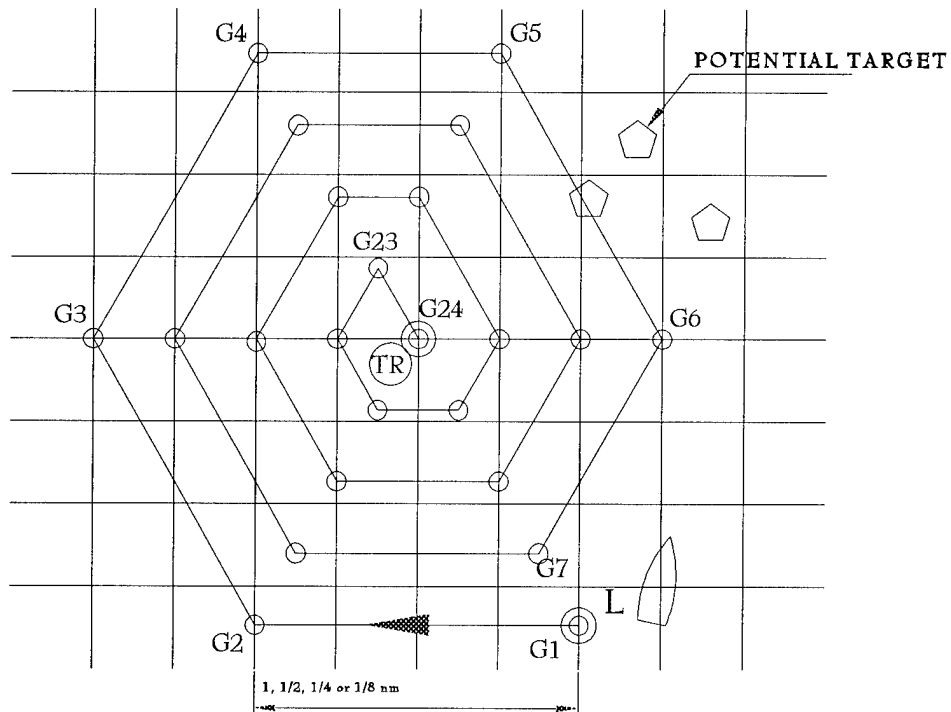 G4
G5
POTENTIAL TARGET
G23
G24
G3
G6
TR
G7
L
G2
G1
1, 1/2, 1/4 or 1/8 nm